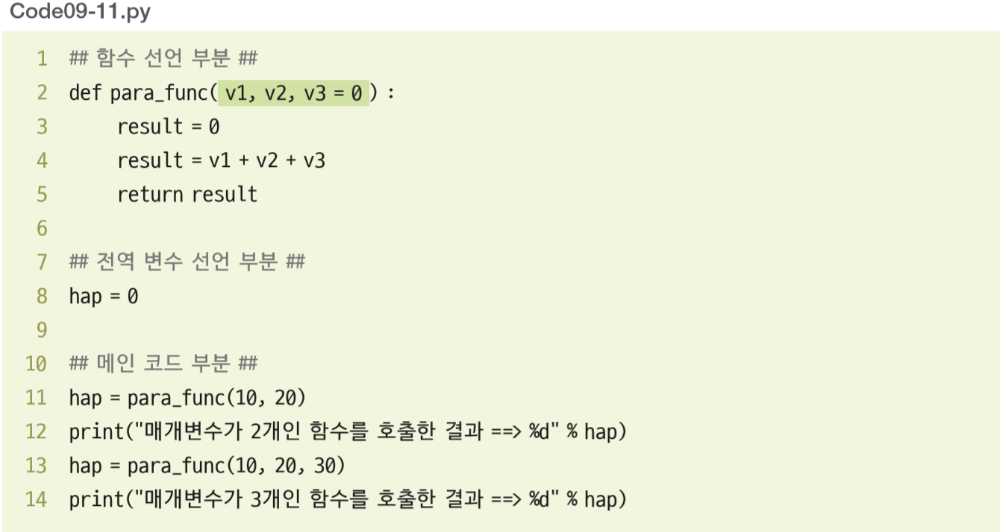 Code09-11.py
1 ## 함수 선언 부분 ##
2 def para_func( v1, v2, v3 = 0 ) :
3     result = 0
4     result = v1 + v2 + v3
5     return result
6
7 ## 전역 변수 선언 부분 ##
8 hap = 0
9
10 ## 메인 코드 부분 ##
11 hap = para_func(10, 20)
12 print("매개변수가 2개인 함수를 호출한 결과 ==> %d" % hap)
13 hap = para_func(10, 20, 30)
14 print("매개변수가 3개인 함수를 호출한 결과 ==> %d" % hap)